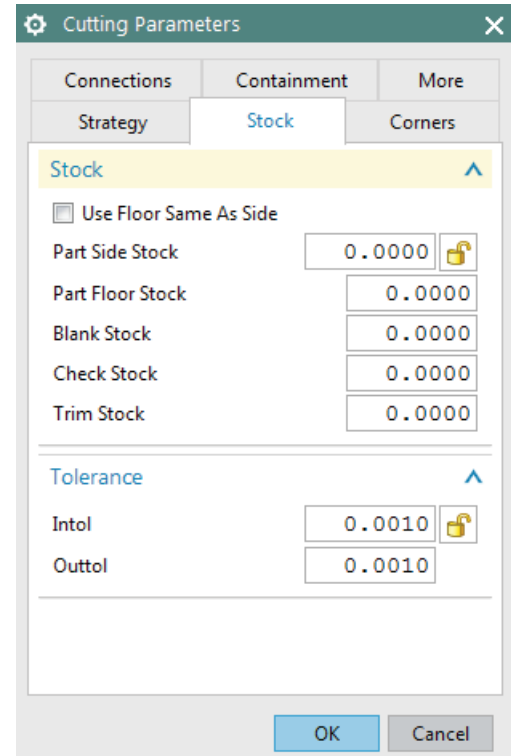 Cutting Parameters
Connections Containment More
Strategy Stock Corners
Stock
Use Floor Same As Side
Part Side Stock 0.0000
Part Floor Stock 0.0000
Blank Stock 0.0000
Check Stock 0.0000
Trim Stock 0.0000
Tolerance
Intol 0.0010
Outtol 0.0010
OK Cancel